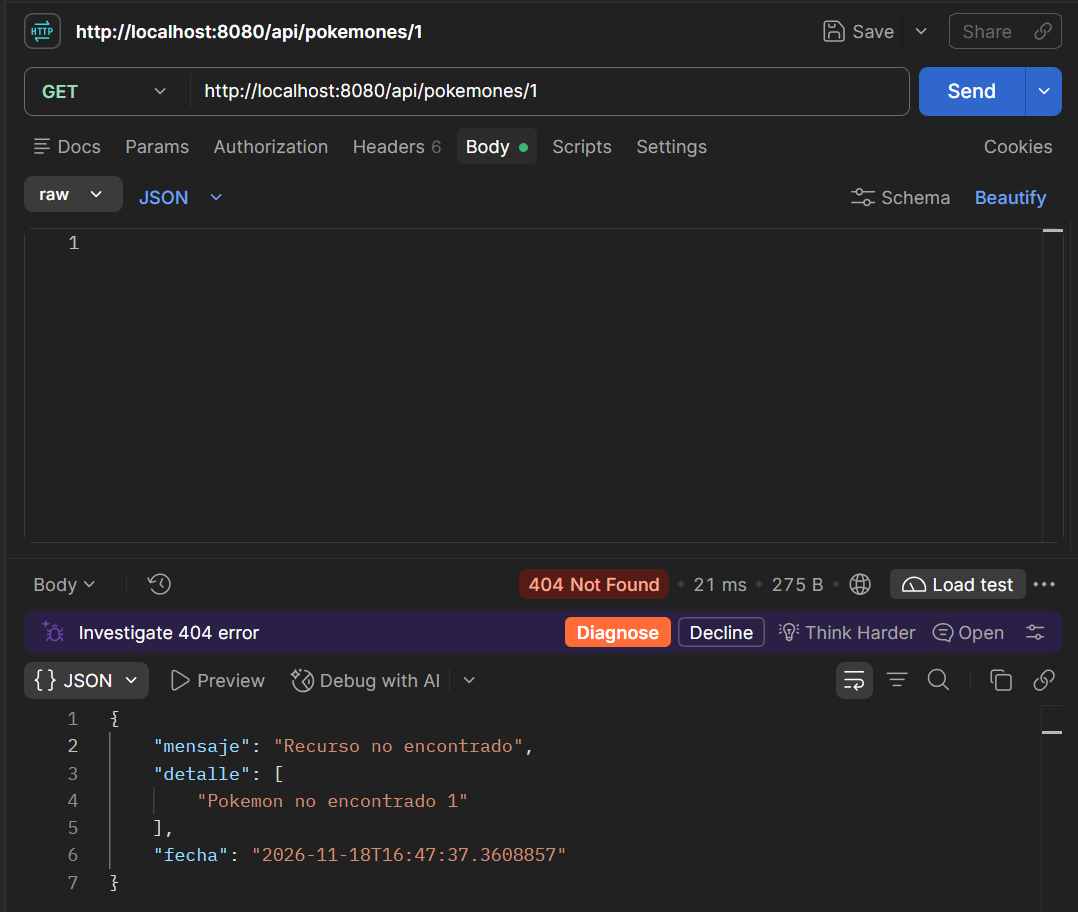 HTTP http://localhost:8080/api/pokemones/1 Save Share
GET http://localhost:8080/api/pokemones/1 Send
Docs Params Authorization Headers 6 Body Scripts Settings Cookies
raw JSON Schema Beautify
1
Body 404 Not Found • 21 ms • 275 B • Load test
Investigate 404 error Diagnose Decline Think Harder Open
{} JSON Preview Debug with AI
1 {
2 "mensaje": "Recurso no encontrado",
3 "detalle": [
4 "Pokemon no encontrado 1"
5 ],
6 "fecha": "2026-11-18T16:47:37.3608857"
7 }